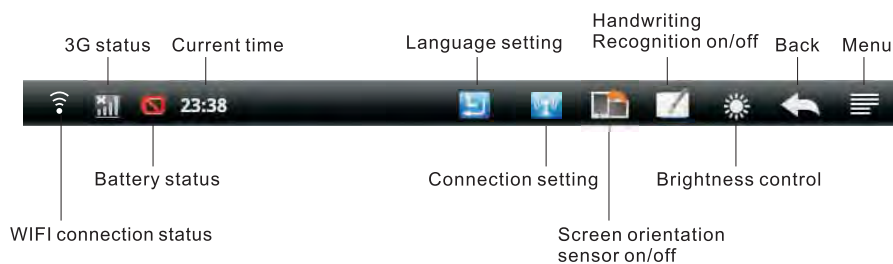 Handwriting
3G status Current time Language setting Recognition on/off Back Menu
23:38
Battery status Connection setting Brightness control
WIFI connection status Screen orientation
sensor on/off